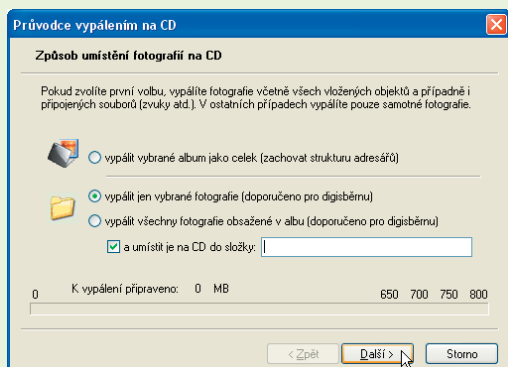 Průvodce vypálením na CD
Způsob umístění fotografií na CD
Pokud zvolíte první volbu, vypálíte fotografie včetně všech vložených objektů a případně i
připojených souborů (zvuky atd.). V ostatních případech vypálíte pouze samotné fotografie.
vypálit vybrané album jako celek (zachovat strukturu adresářů)
vypálit jen vybrané fotografie (doporučeno pro digisběrnu)
vypálit všechny fotografie obsažené v albu (doporučeno pro digisběrnu)
a umístit je na CD do složky:
K vypálení připraveno: 0 MB
0 650 700 750 800
< Zpět Další > Storno